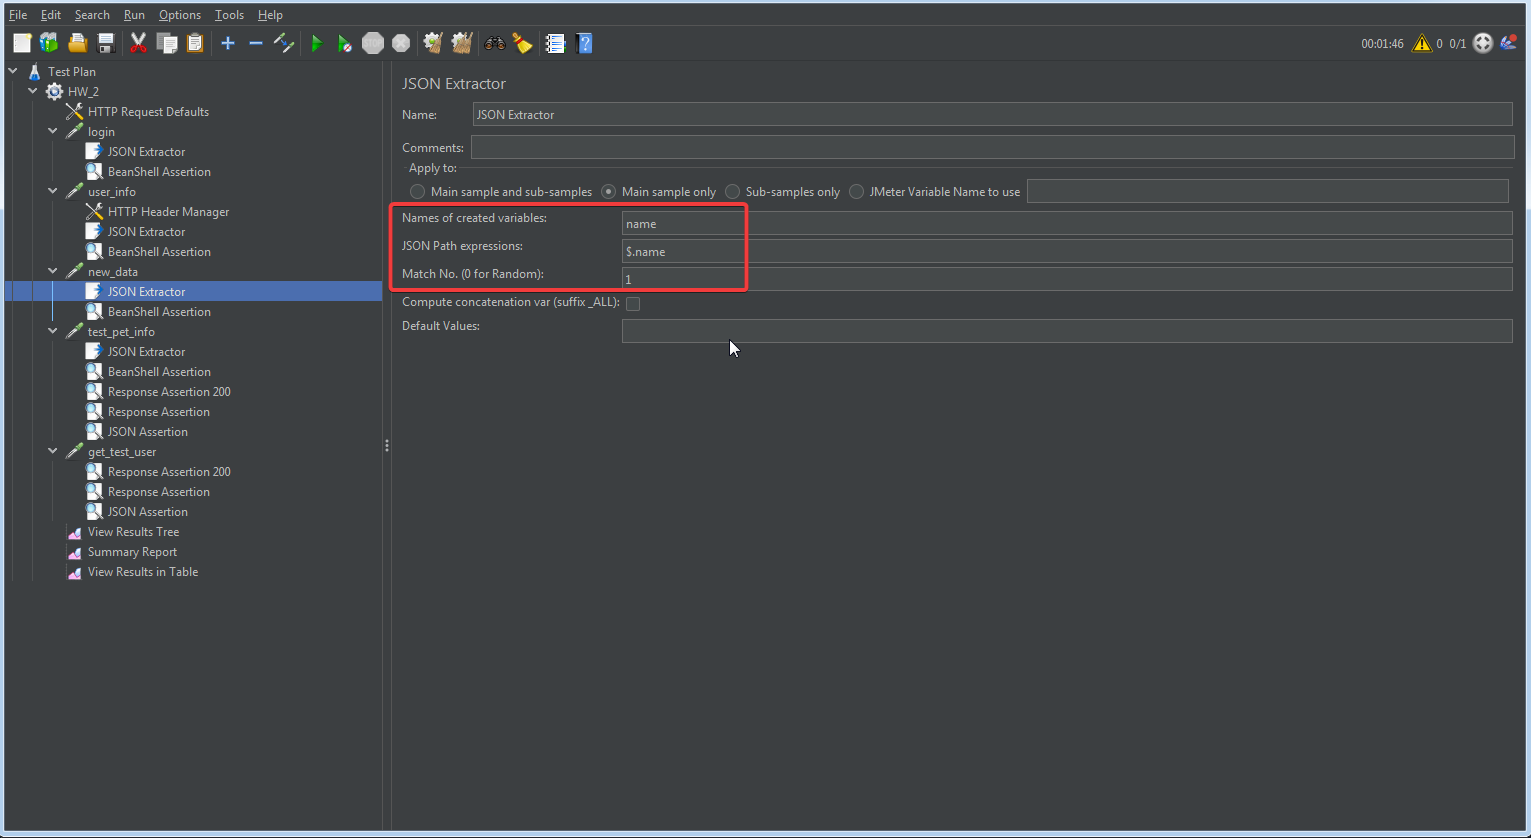 File Edit Search Run Options Tools Help
STOP 00:01:46 0 0/1
Test Plan
HW_2
HTTP Request Defaults
login
JSON Extractor
BeanShell Assertion
user_info
HTTP Header Manager
JSON Extractor
BeanShell Assertion
new_data
JSON Extractor
BeanShell Assertion
test_pet_info
JSON Extractor
BeanShell Assertion
Response Assertion 200
Response Assertion
JSON Assertion
get_test_user
Response Assertion 200
Response Assertion
JSON Assertion
View Results Tree
Summary Report
View Results in Table
JSON Extractor
Name: JSON Extractor
Comments:
Apply to:
Main sample and sub-samples Main sample only Sub-samples only JMeter Variable Name to use
Names of created variables: name
JSON Path expressions: $.name
Match No. (0 for Random): 1
Compute concatenation var (suffix _ALL):
Default Values: